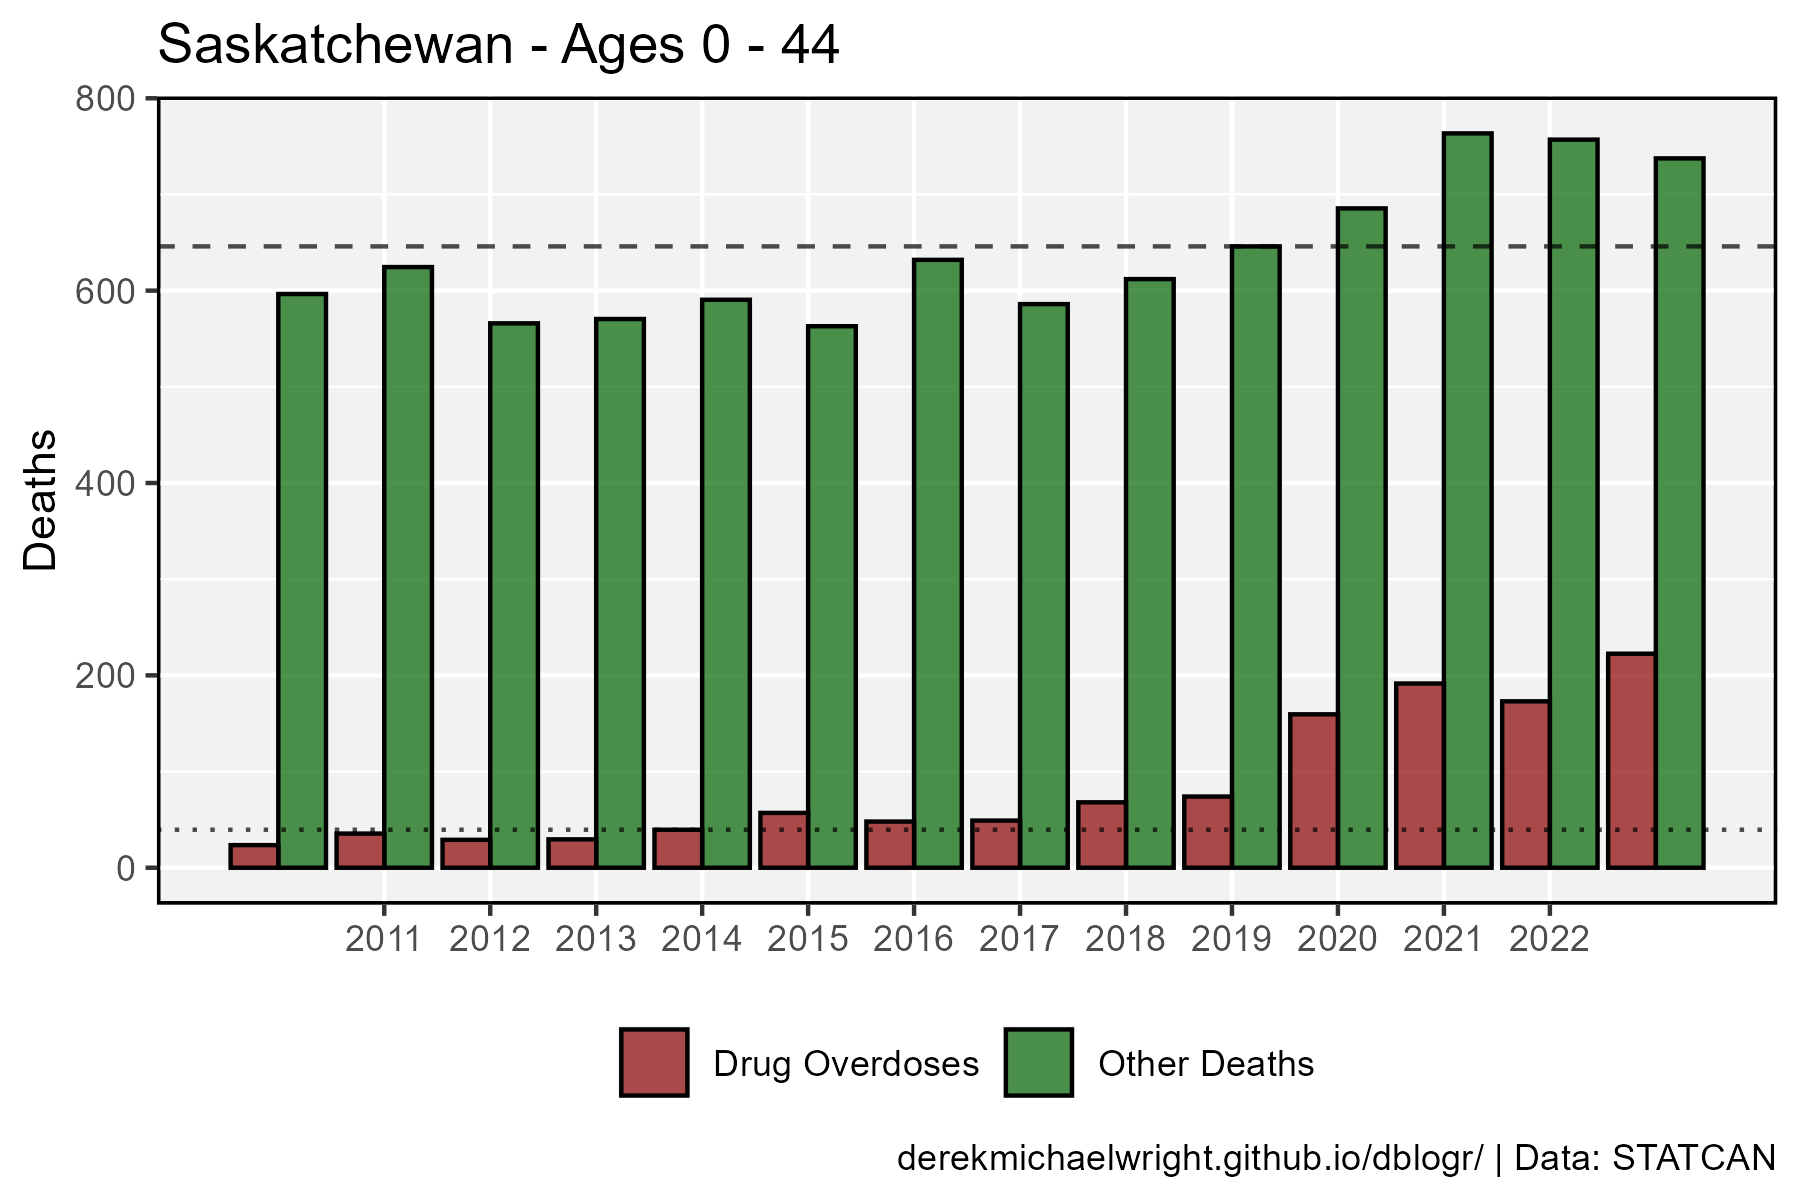 Saskatchewan - Ages 0 - 44
800
600
400
200
0
Deaths
2011 2012 2013 2014 2015 2016 2017 2018 2019 2020 2021 2022
Drug Overdoses Other Deaths
derekmichaelwright.github.io/dblogr/ | Data: STATCAN